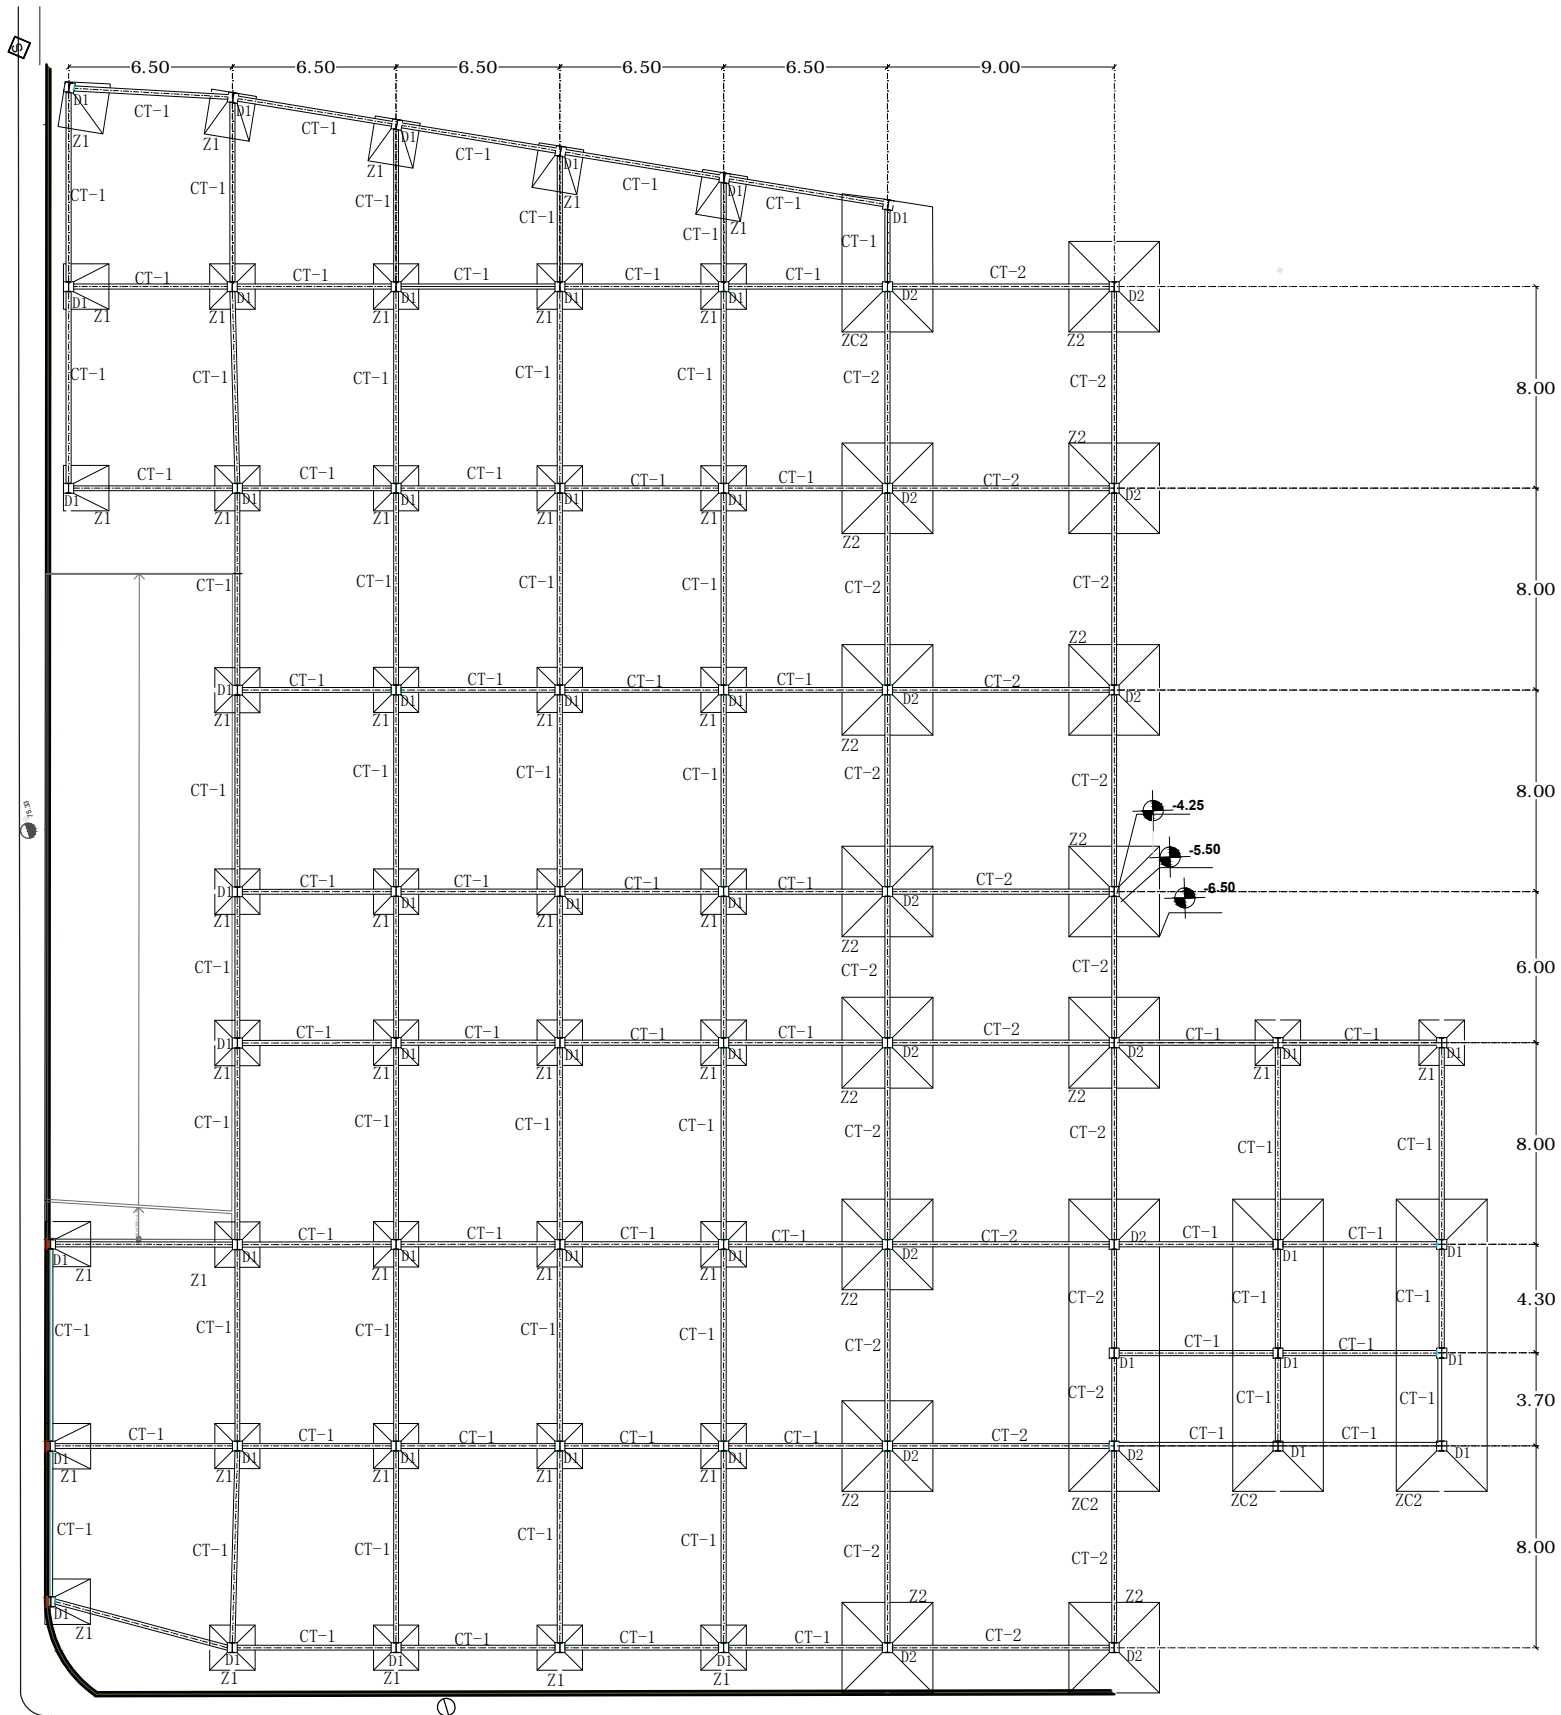 S
6.50 6.50 6.50 6.50 6.50 9.00
D1 D1 D1 D1 D1 D1
CT-1 CT-1 CT-1 CT-1 CT-1
Z1 Z1 Z1 Z1 Z1
CT-1 CT-1 CT-1 CT-1 CT-1 CT-1
CT-1 CT-1 CT-1 CT-1 CT-1 CT-2
D1 D1 D1 D1 D1 D2 D2
Z1 Z1 Z1 Z1 Z1 ZC2 Z2
CT-1 CT-1 CT-1 CT-1 CT-1 CT-2 CT-2 8.00
Z2
CT-1 CT-1 CT-1 CT-1 CT-1 CT-2
D1 D1 D1 D1 D1 D2 D2
Z1 Z1 Z1 Z1 Z1 Z2
CT-1 CT-1 CT-1 CT-1 CT-2 CT-2 8.00
Z2
CT-1 CT-1 CT-1 CT-1 CT-2
D1 D1 D1 D1 D2 D2
Z1 Z1 Z1 Z1 Z2
CT-1 CT-1 CT-1 CT-1 CT-2 CT-2 8.00
-4.25
Z2
-5.50
CT-1 CT-1 CT-1 CT-1 CT-2 -6.50
D1 D1 D1 D1 D2
Z1 Z1 Z1 Z1 Z2
CT-1 CT-1 CT-1 CT-1 CT-2 CT-2 6.00
CT-1 CT-1 CT-1 CT-1 CT-2 CT-1 CT-1
D1 D1 D1 D1 D2 D2 D1 D1
Z1 Z1 Z1 Z1 Z2 Z2 Z1 Z1
CT-1 CT-1 CT-1 CT-1 CT-2 CT-2 CT-1 CT-1 8.00
CT-1 CT-1 CT-1 CT-1 CT-2 CT-1 CT-1
D1 D1 D1 D1 D1 D2 D2 D1 D1
Z1 Z1 Z1 Z1 Z1 Z2
CT-1 CT-1 CT-1 CT-1 CT-1 CT-2 CT-2 CT-1 CT-1 4.30
CT-1 CT-1
D1 D1 D1
CT-2 CT-1 CT-1 3.70
CT-1 CT-1 CT-1 CT-1 CT-1 CT-2 CT-1 CT-1
D1 D1 D1 D1 D1 D2 D2 D1 D1
Z1 Z1 Z1 Z1 Z1 Z2 ZC2 ZC2 ZC2
CT-1 CT-1 CT-1 CT-1 CT-1 CT-2 CT-2 8.00
Z2 Z2
D1
Z1
CT-1 CT-1 CT-1 CT-1 CT-2
D1 D1 D1 D2 D2
Z1 Z1 Z1 Z1